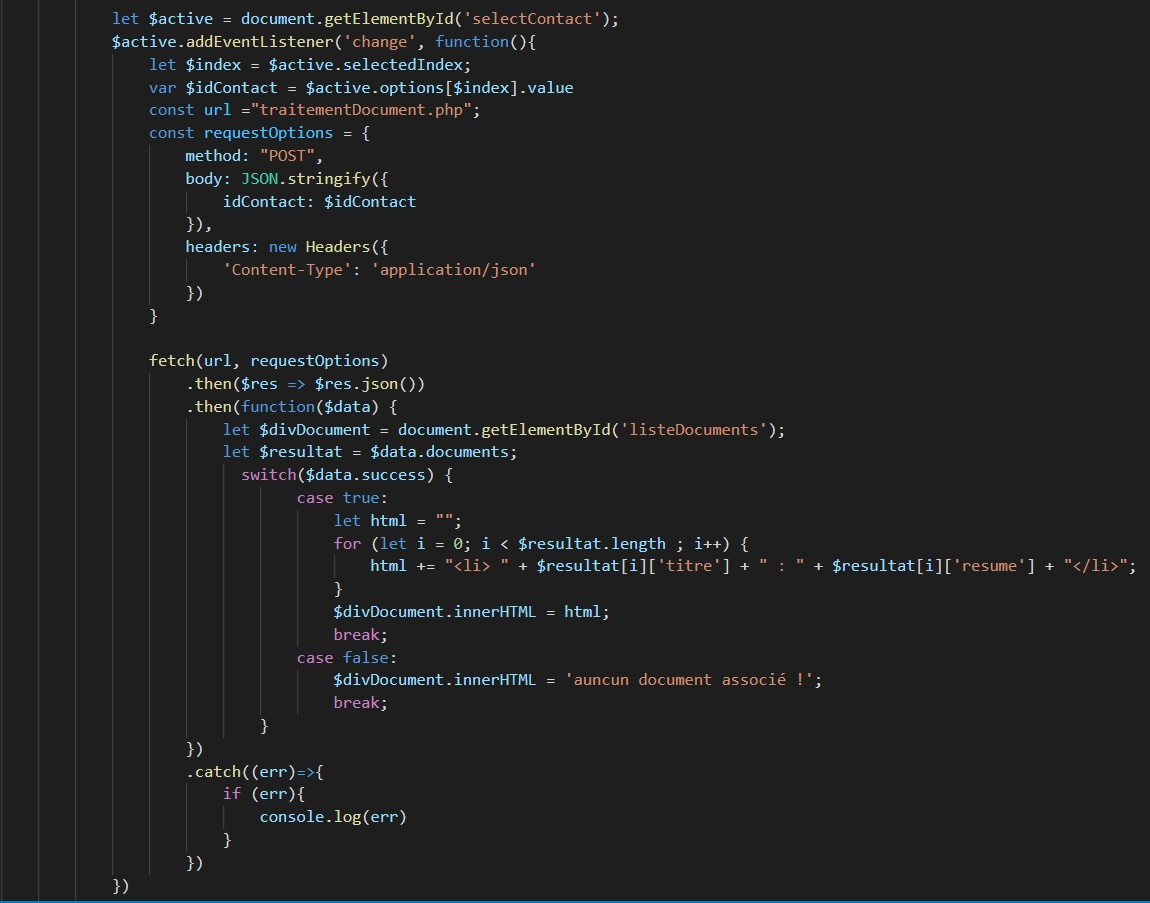 let $active = document.getElementById('selectContact');
$active.addEventListener('change', function(){
let $index = $active.selectedIndex;
var $idContact = $active.options[$index].value
const url ="traitementDocument.php";
const requestOptions = {
method: "POST",
body: JSON.stringify({
idContact: $idContact
}),
headers: new Headers({
'Content-Type': 'application/json'
})
}
fetch(url, requestOptions)
.then($res => $res.json())
.then(function($data) {
let $divDocument = document.getElementById('listeDocuments');
let $resultat = $data.documents;
switch($data.success) {
case true:
let html = "";
for (let i = 0; i < $resultat.length ; i++) {
html += "<li> " + $resultat[i]['titre'] + " : " + $resultat[i]['resume'] + "</li>";
}
$divDocument.innerHTML = html;
break;
case false:
$divDocument.innerHTML = 'auncun document associé !';
break;
}
})
.catch((err)=>{
if (err){
console.log(err)
}
})
})